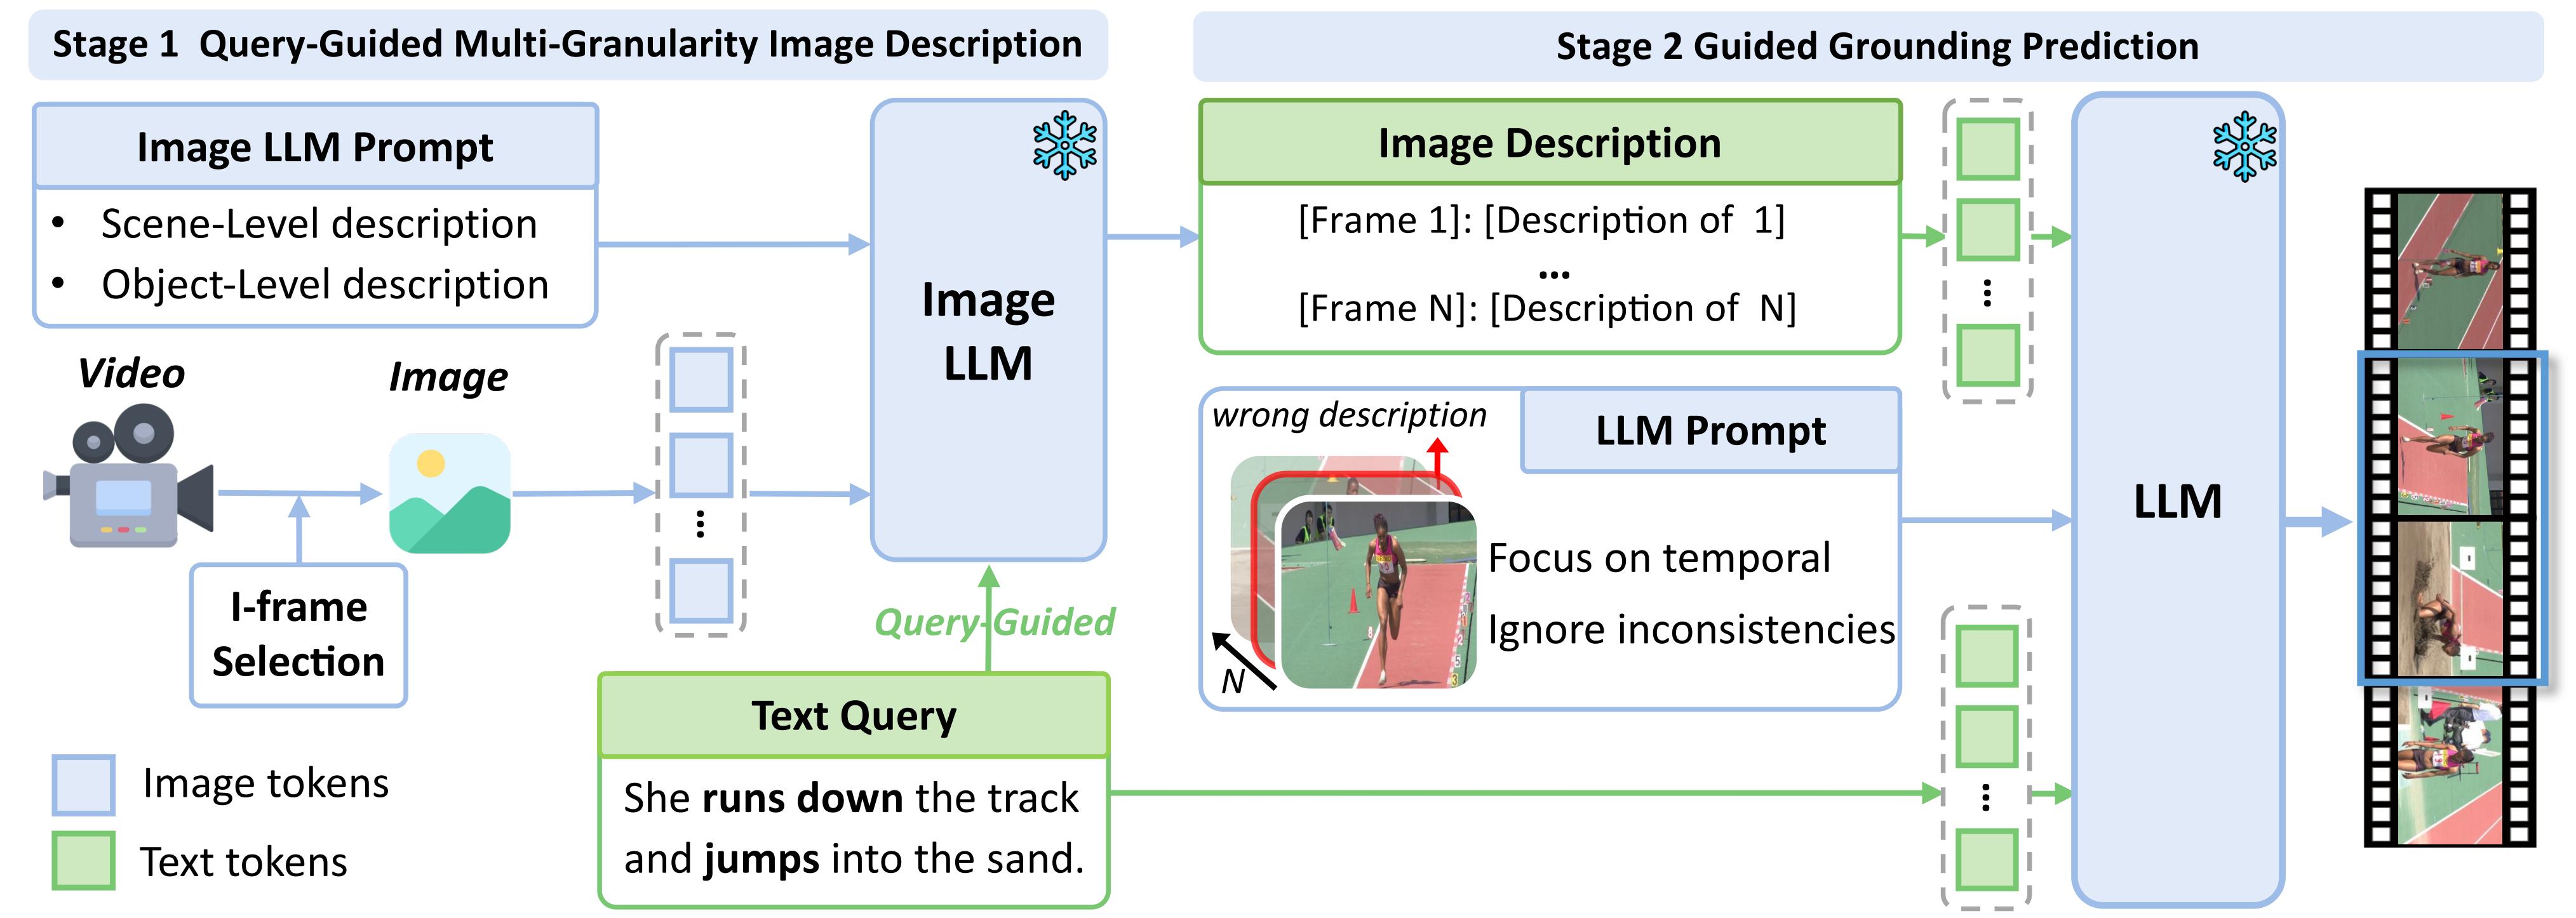 Stage 1 Query-Guided Multi-Granularity Image Description
Image LLM Prompt
• Scene-Level description
• Object-Level description
Video
Image
I-frame
Selection
Image
LLM
Query-Guided
Text Query
She runs down the track
and jumps into the sand.
Image tokens
Text tokens
Stage 2 Guided Grounding Prediction
Image Description
[Frame 1]: [Description of 1]
...
[Frame N]: [Description of N]
wrong description
LLM Prompt
Focus on temporal
Ignore inconsistencies
N
LLM